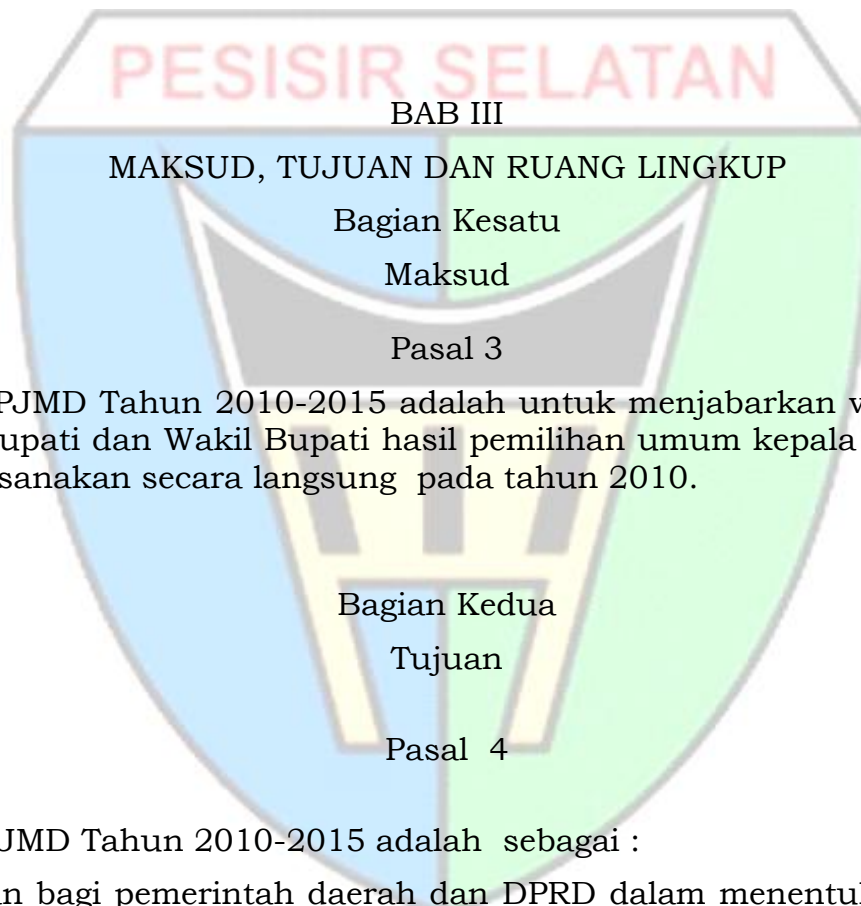 PESISIR SELATAN
BAB III
MAKSUD, TUJUAN DAN RUANG LINGKUP
Bagian Kesatu
Maksud
Pasal 3
PJMD Tahun 2010-2015 adalah untuk menjabarkan
upati dan Wakil Bupati hasil pemilihan umum kepala
sanakan secara langsung pada tahun 2010.
Bagian Kedua
Tujuan
Pasal 4
JMD Tahun 2010-2015 adalah sebagai :
n bagi pemerintah daerah dan DPRD dalam menentuk